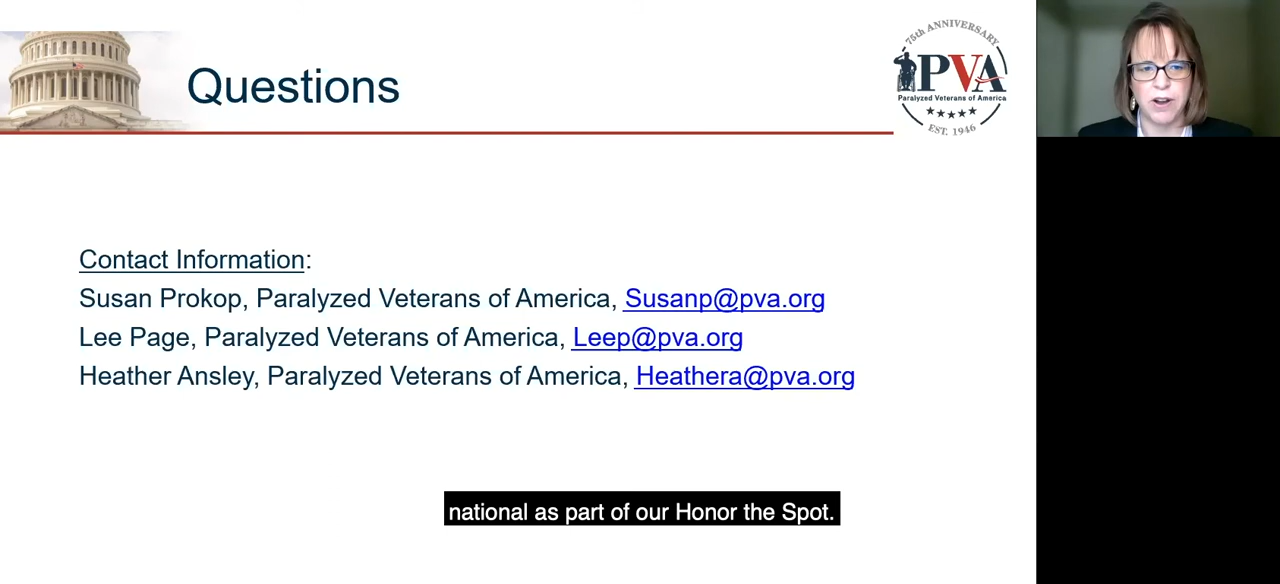 Questions
75th ANNIVERSARY
PVA
Paralyzed Veterans of America
EST. 1946
Contact Information:
Susan Prokop, Paralyzed Veterans of America, Susanp@pva.org
Lee Page, Paralyzed Veterans of America, Leep@pva.org
Heather Ansley, Paralyzed Veterans of America, Heathera@pva.org
national as part of our Honor the Spot.